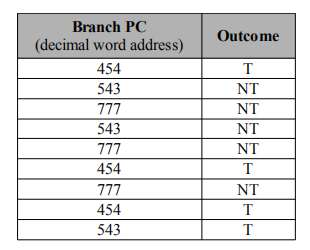 Branch PC Outcome
(decimal word address)
454 T
543 NT
777 NT
543 NT
777 NT
454 T
777 NT
454 T
543 T